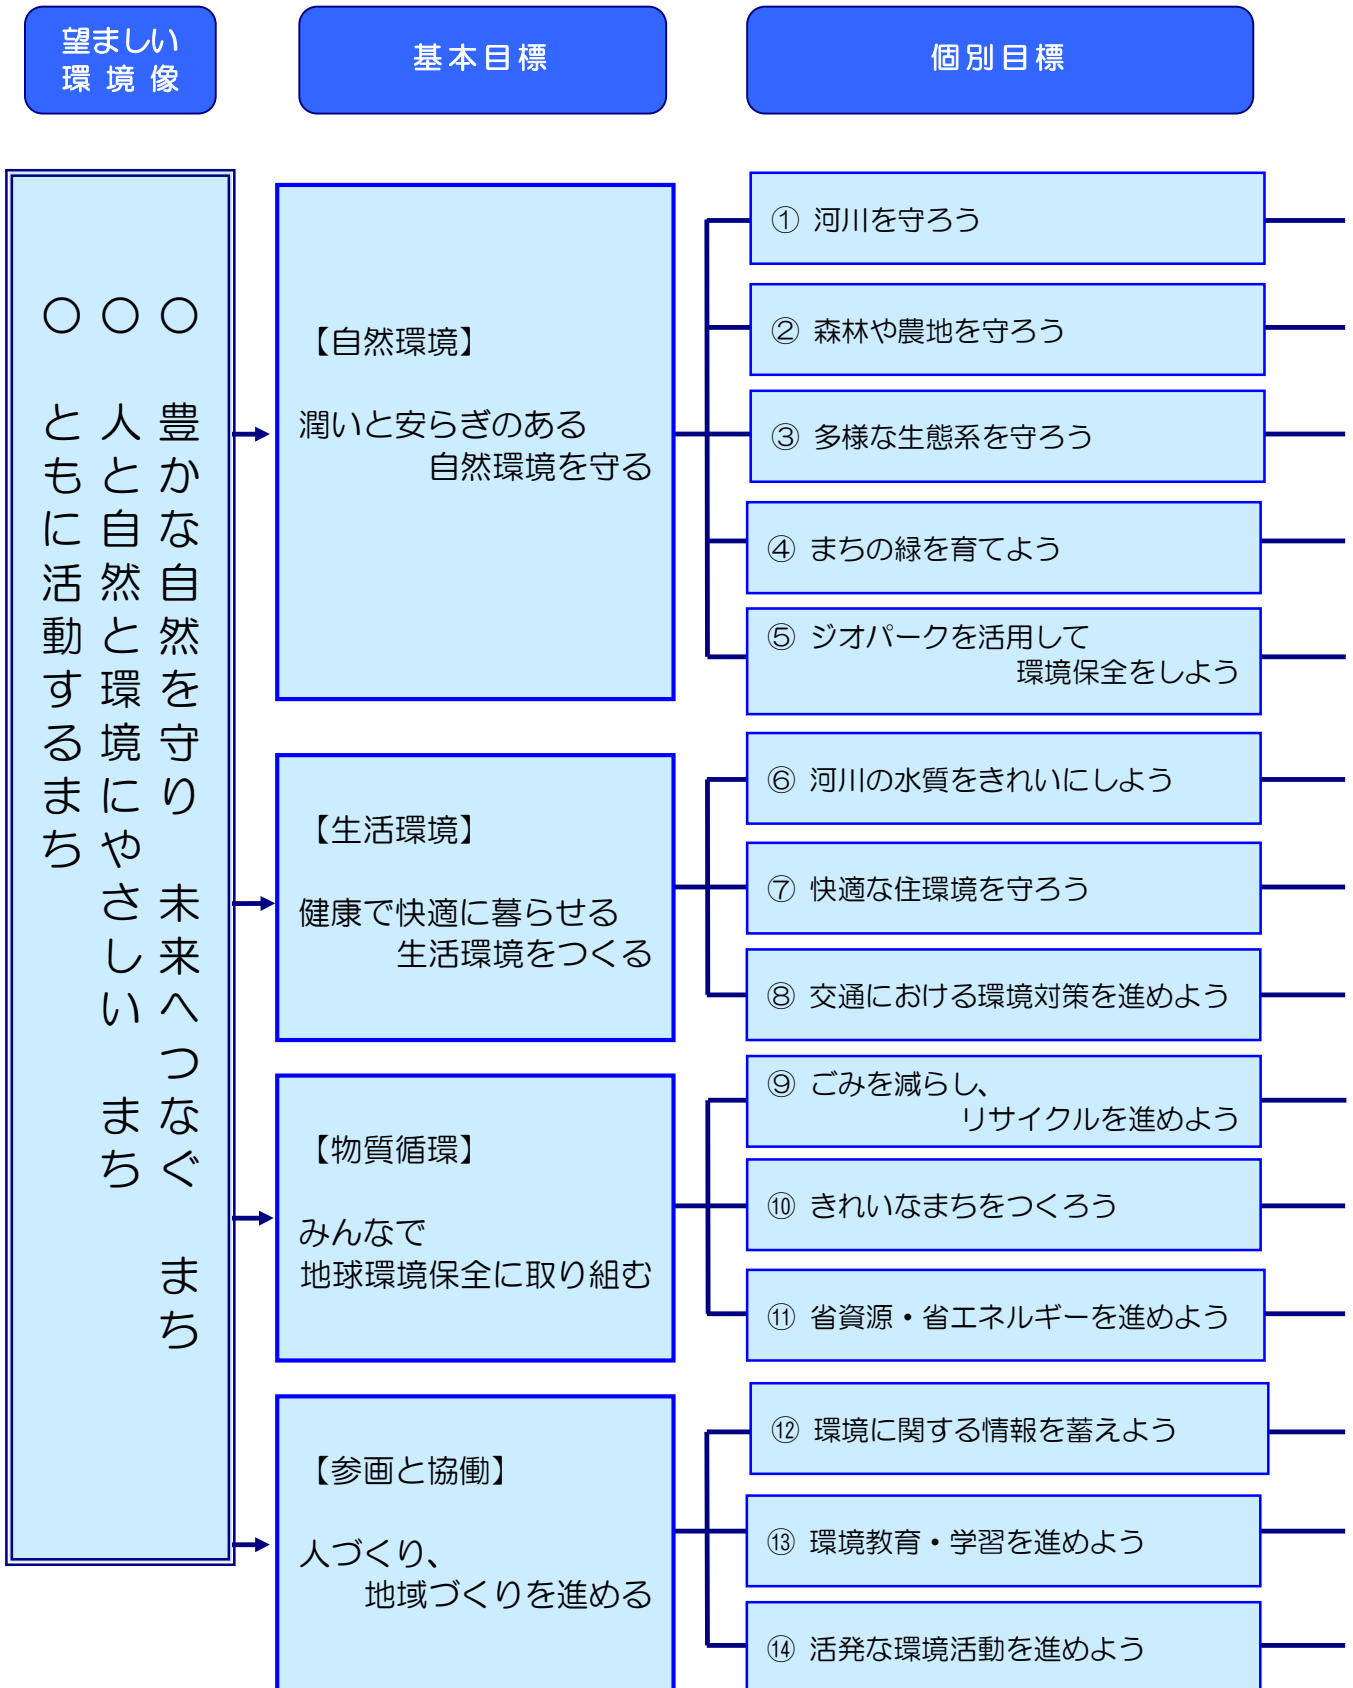 望ましい
環境像
基本目標
個別目標
○ 豊かな自然を守り 未来へつなぐ まち
○ 人と自然と環境にやさしい まち
○ ともに活動するまち
【自然環境】
潤いと安らぎのある
自然環境を守る
① 河川を守ろう
② 森林や農地を守ろう
③ 多様な生態系を守ろう
④ まちの緑を育てよう
⑤ ジオパークを活用して
環境保全をしよう
【生活環境】
健康で快適に暮らせる
生活環境をつくる
⑥ 河川の水質をきれいにしよう
⑦ 快適な住環境を守ろう
⑧ 交通における環境対策を進めよう
【物質循環】
みんなで
地球環境保全に取り組む
⑨ ごみを減らし、
リサイクルを進めよう
⑩ きれいなまちをつくろう
⑪ 省資源・省エネルギーを進めよう
【参画と協働】
人づくり、
地域づくりを進める
⑫ 環境に関する情報を蓄えよう
⑬ 環境教育・学習を進めよう
⑭ 活発な環境活動を進めよう